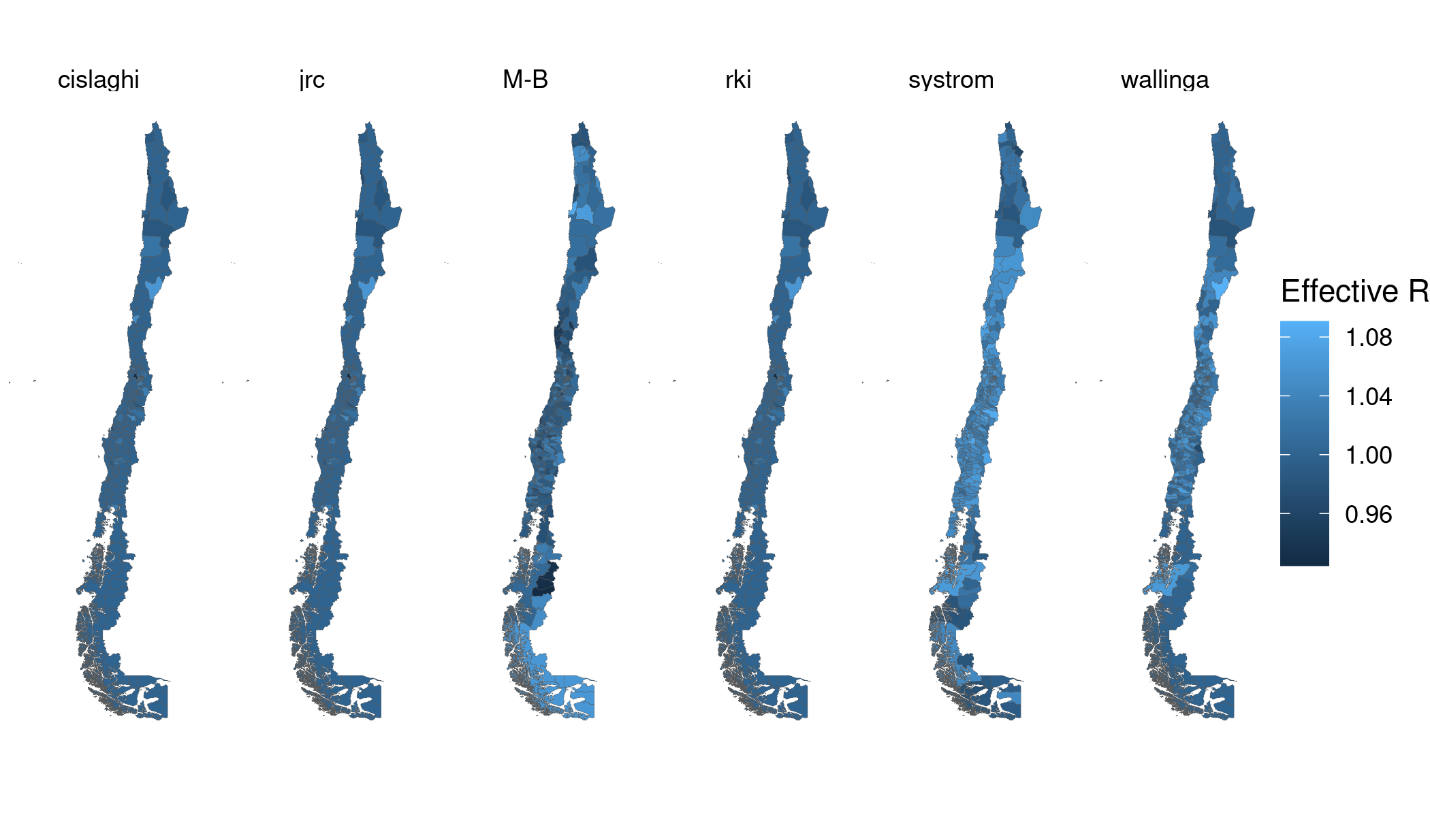 cislaghi
jrc
M-B
rki
systrom
wallinga
Effective R
1.08
1.04
1.00
0.96